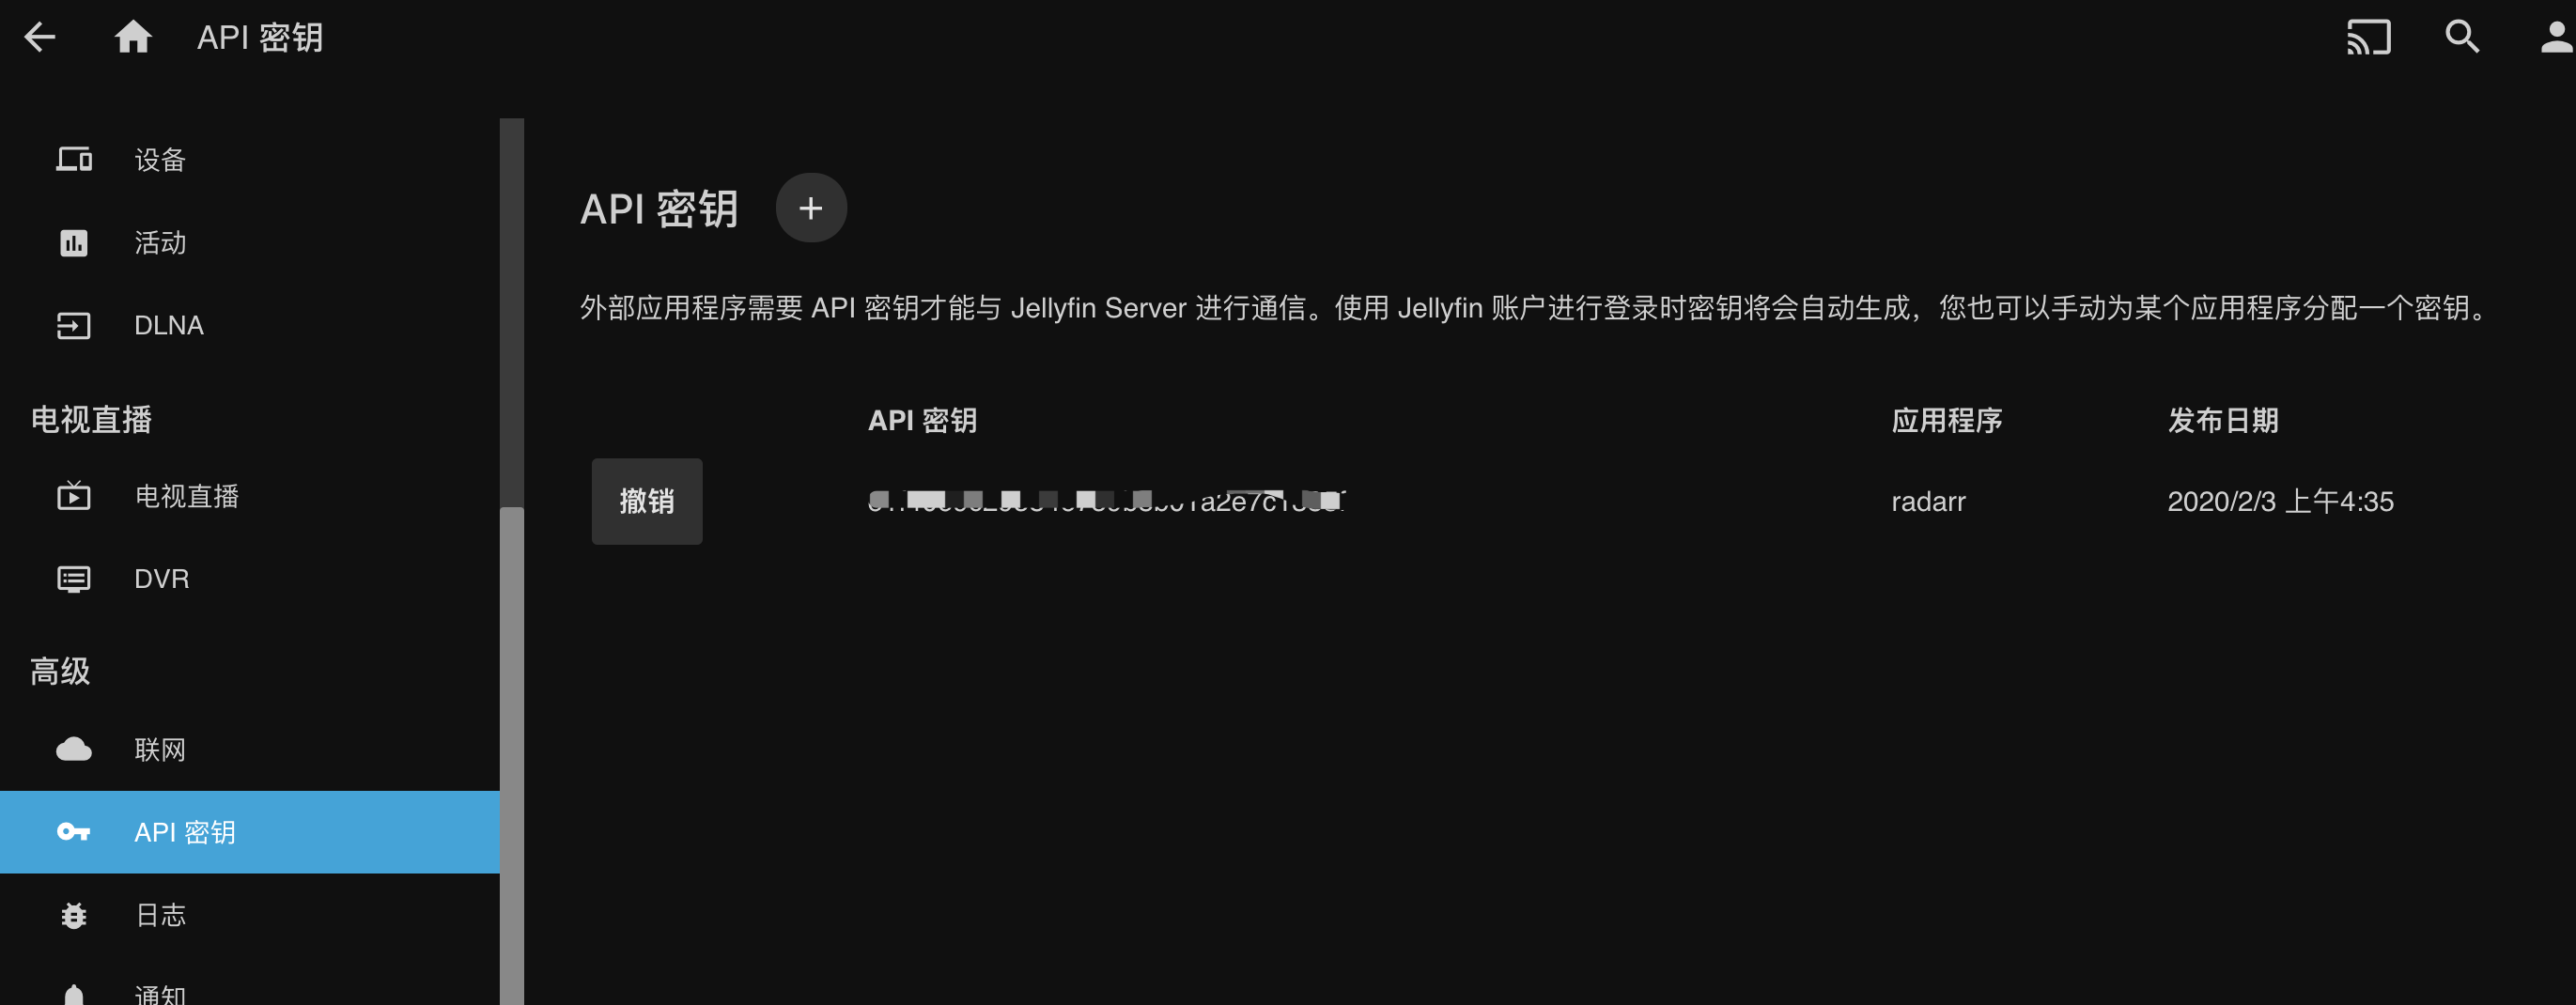 API 密钥
设备
活动
DLNA
电视直播
电视直播
DVR
高级
联网
API 密钥
日志
通知
API 密钥
外部应用程序需要 API 密钥才能与 Jellyfin Server 进行通信。使用 Jellyfin 账户进行登录时密钥将会自动生成，您也可以手动为某个应用程序分配一个密钥。
API 密钥 应用程序 发布日期
撤销 radarr 2020/2/3 上午4:35